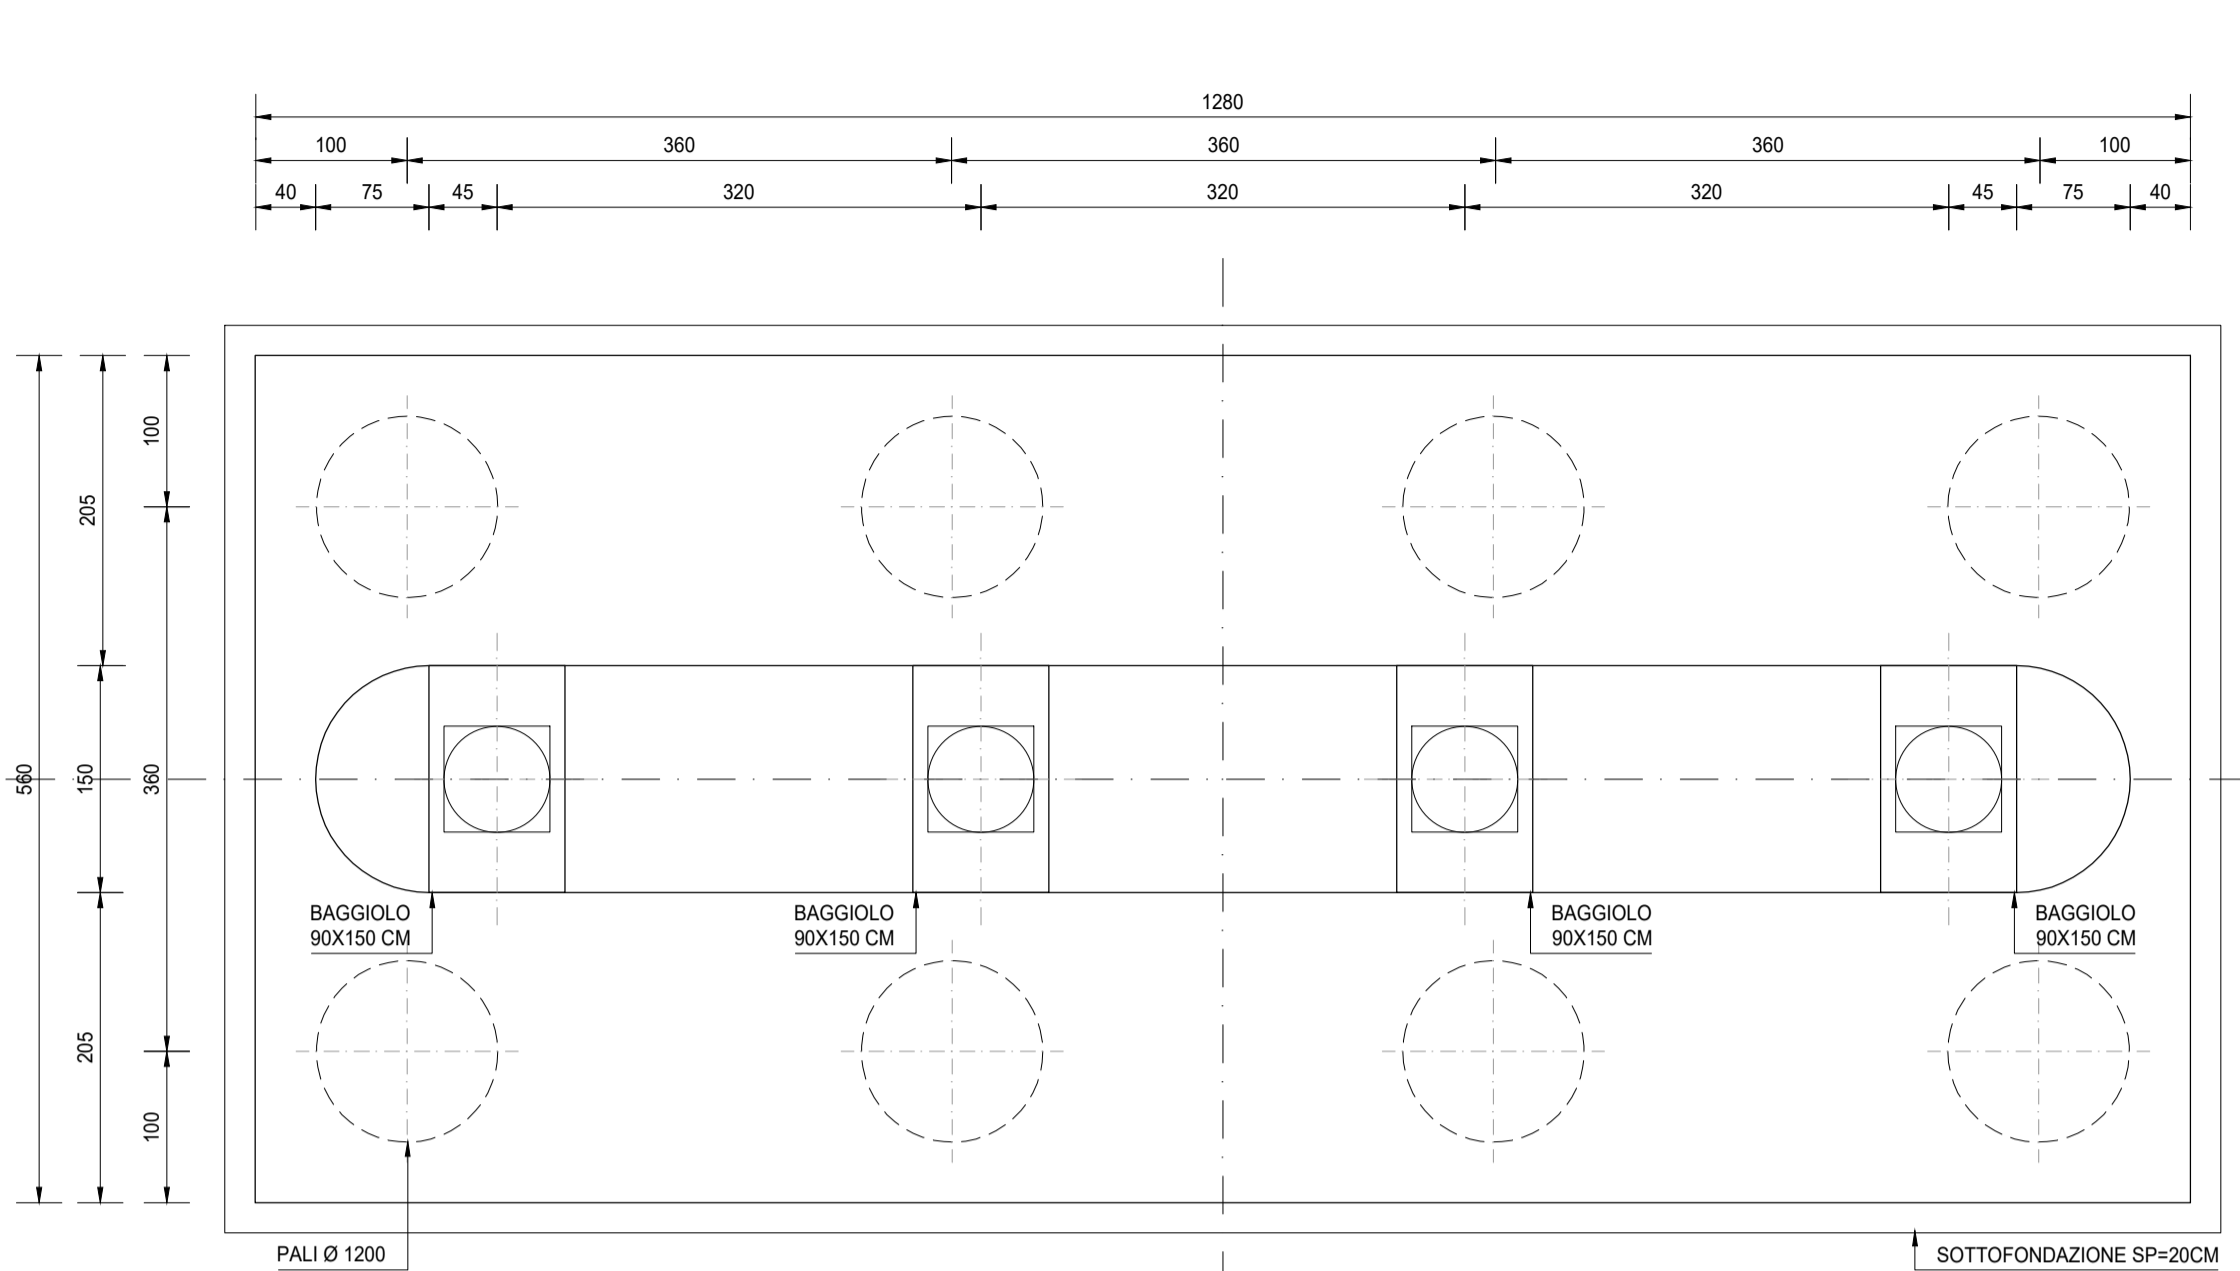 1280
100 360 360 360 100
40 75 45 320 320 320 45 75 40
100
205
560
150
360
205
100
BAGGIOLO
90X150 CM
BAGGIOLO
90X150 CM
BAGGIOLO
90X150 CM
BAGGIOLO
90X150 CM
PALI Ø 1200
SOTTOFONDAZIONE SP=20CM